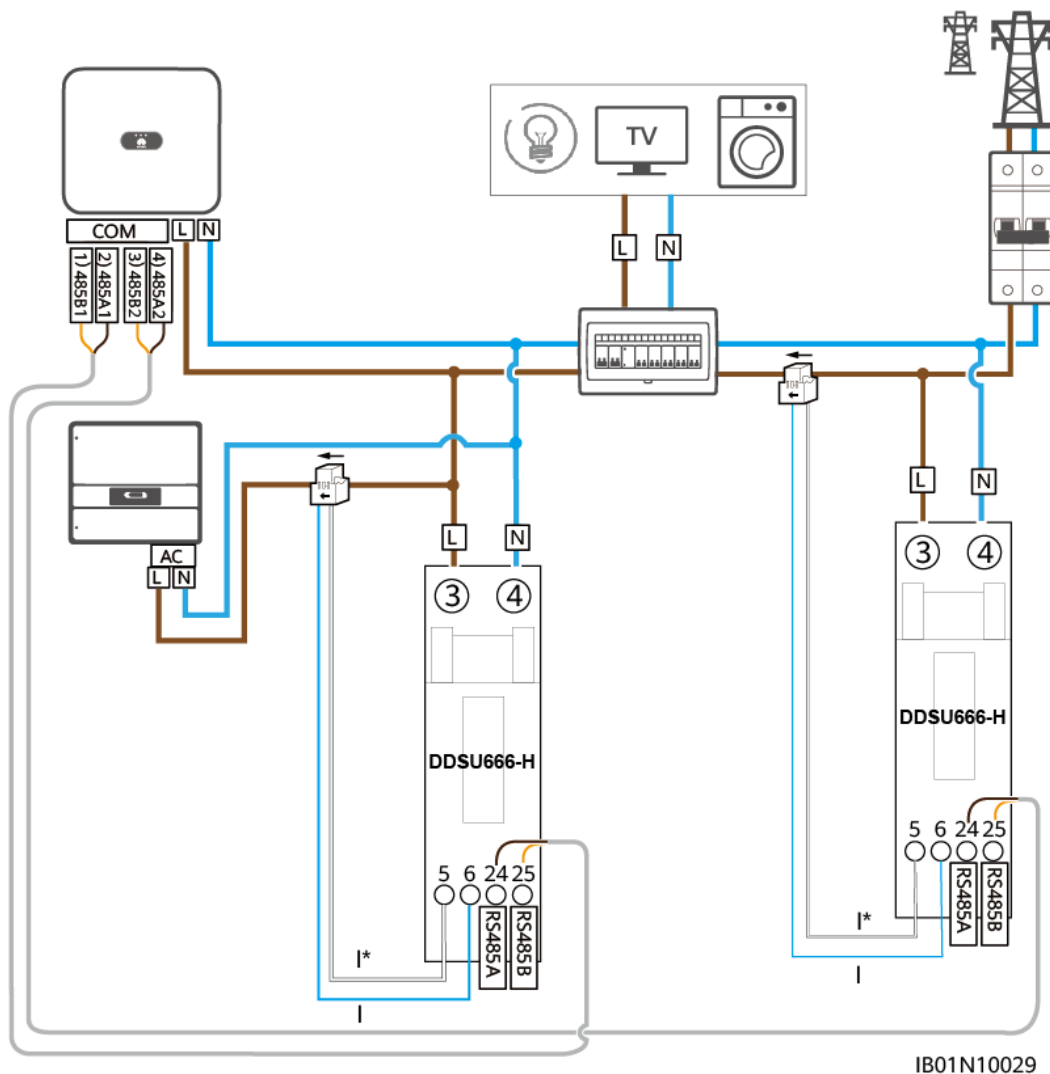 TV
COM
L
N
1) 485B1
2) 485A1
3) 485B2
4) 485A2
L
N
AC
L
N
L
N
L
N
3
4
3
4
DDSU666-H
DDSU666-H
5 6 24 25
RS485A
RS485B
I*
I
5 6 24 25
RS485A
RS485B
I*
I
IB01N10029